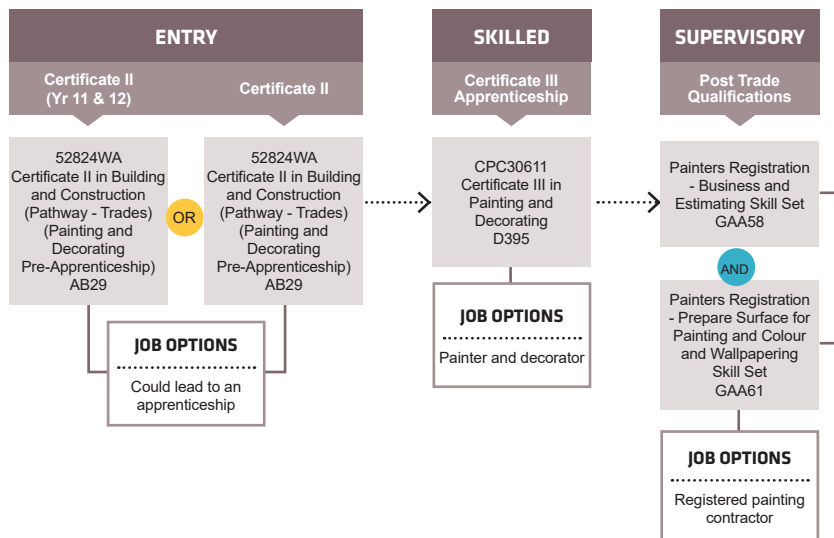 ENTRY
Certificate II
(Yr 11 & 12)
Certificate II
52824WA
Certificate II in Building
and Construction
(Pathway - Trades)
(Painting and
Decorating
Pre-Apprenticeship)
AB29
OR
52824WA
Certificate II in Building
and Construction
(Pathway - Trades)
(Painting and
Decorating
Pre-Apprenticeship)
AB29
JOB OPTIONS
Could lead to an
apprenticeship
SKILLED
Certificate III
Apprenticeship
CPC30611
Certificate III in
Painting and
Decorating
D395
JOB OPTIONS
Painter and decorator
SUPERVISORY
Post Trade
Qualifications
Painters Registration
- Business and
Estimating Skill Set
GAA58
AND
Painters Registration
- Prepare Surface for
Painting and Colour
and Wallpapering
Skill Set
GAA61
JOB OPTIONS
Registered painting
contractor